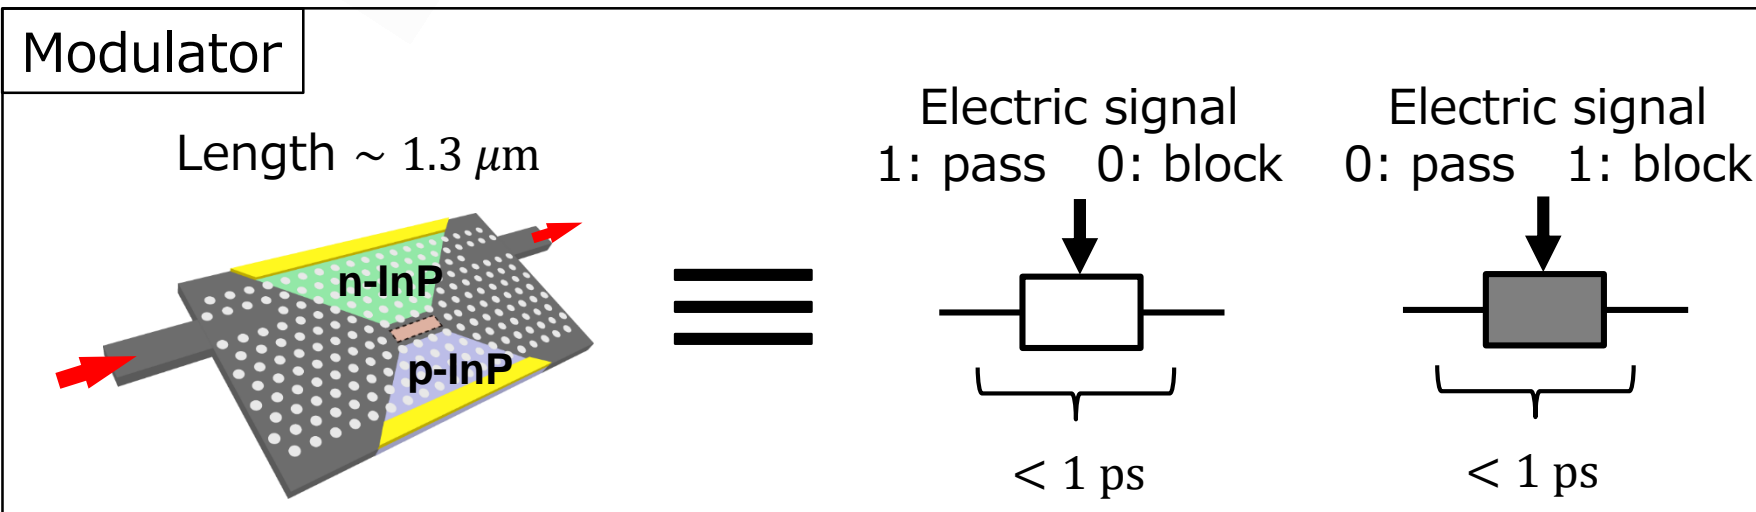 Modulator
Length ~ 1.3 μm
n-InP
p-InP
Electric signal
1: pass 0: block
< 1 ps
Electric signal
0: pass 1: block
< 1 ps